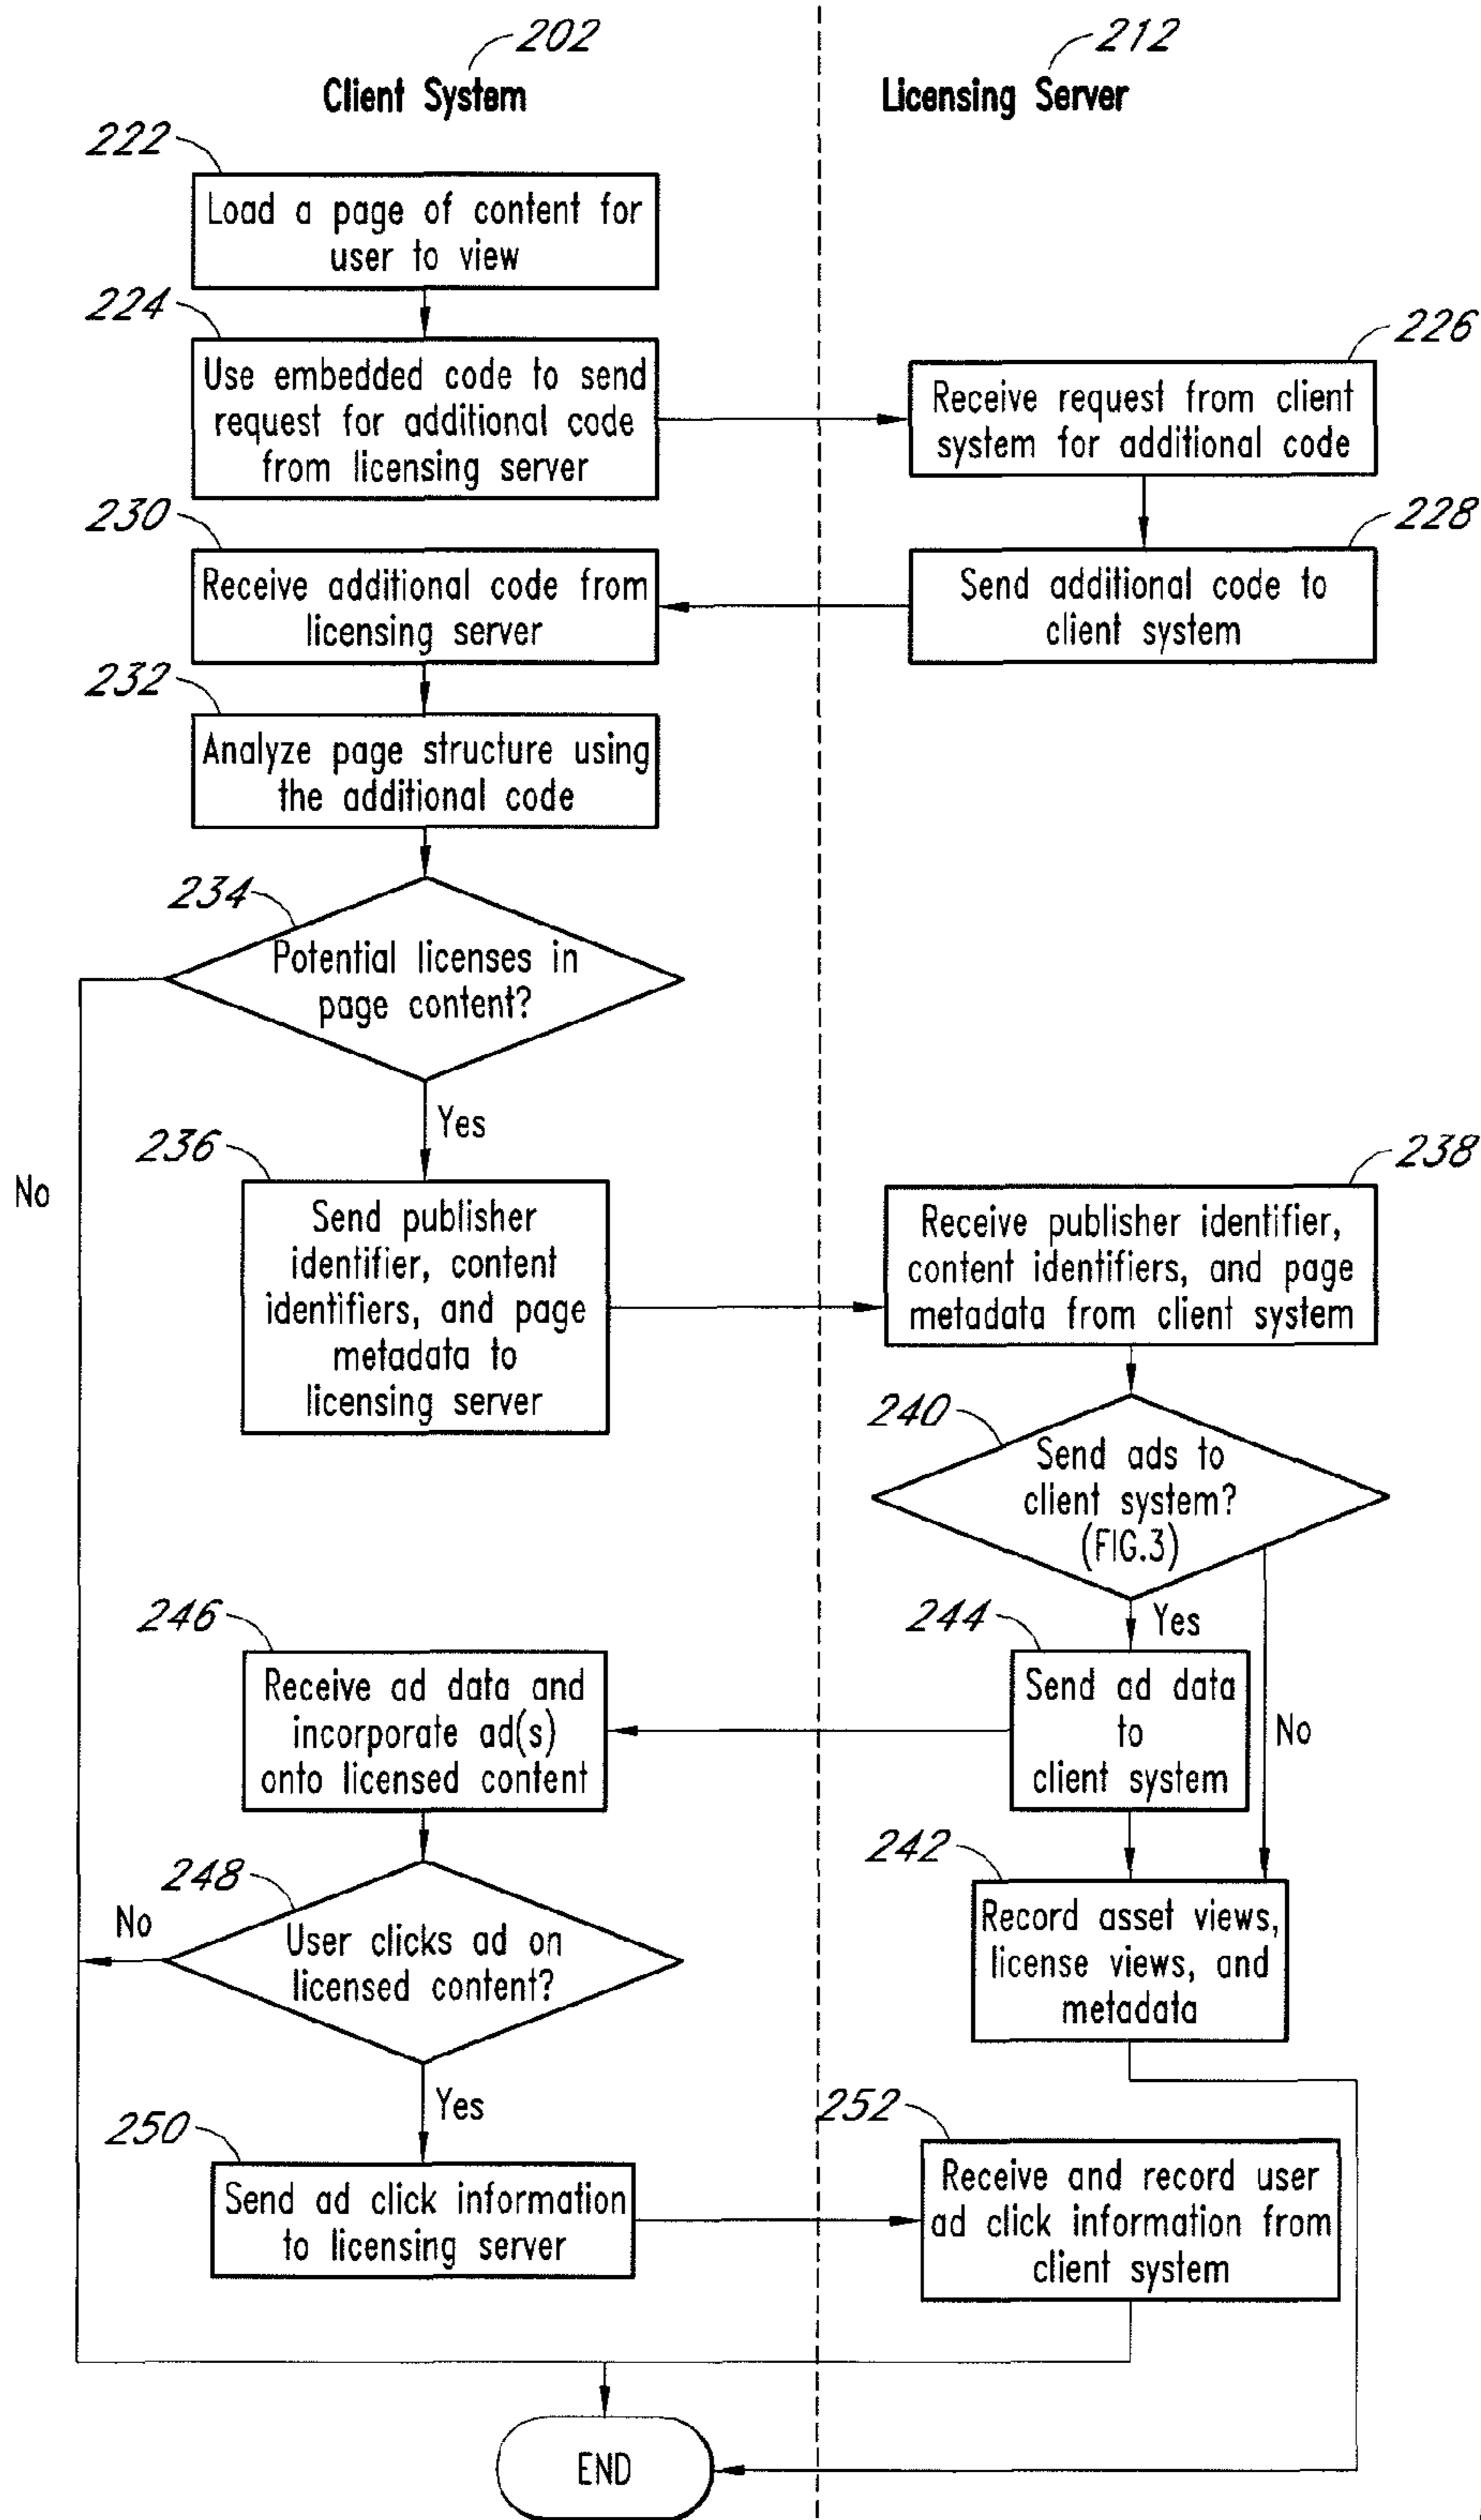 202
212
Client System
Licensing Server
222
Load a page of content for
user to view
224
Use embedded code to send
request for additional code
from licensing server
226
Receive request from client
system for additional code
228
Send additional code to
client system
230
Receive additional code from
licensing server
232
Analyze page structure using
the additional code
234
Potential licenses in
page content?
No
Yes
236
Send publisher
identifier, content
identifiers, and page
metadata to
licensing server
238
Receive publisher identifier,
content identifiers, and page
metadata from client system
240
Send ads to
client system?
(FIG.3)
Yes
No
244
Send ad data
to
client system
246
Receive ad data and
incorporate ad(s)
onto licensed content
242
Record asset views,
license views, and
metadata
248
User clicks ad on
licensed content?
No
Yes
250
Send ad click information
to licensing server
252
Receive and record user
ad click information from
client system
END